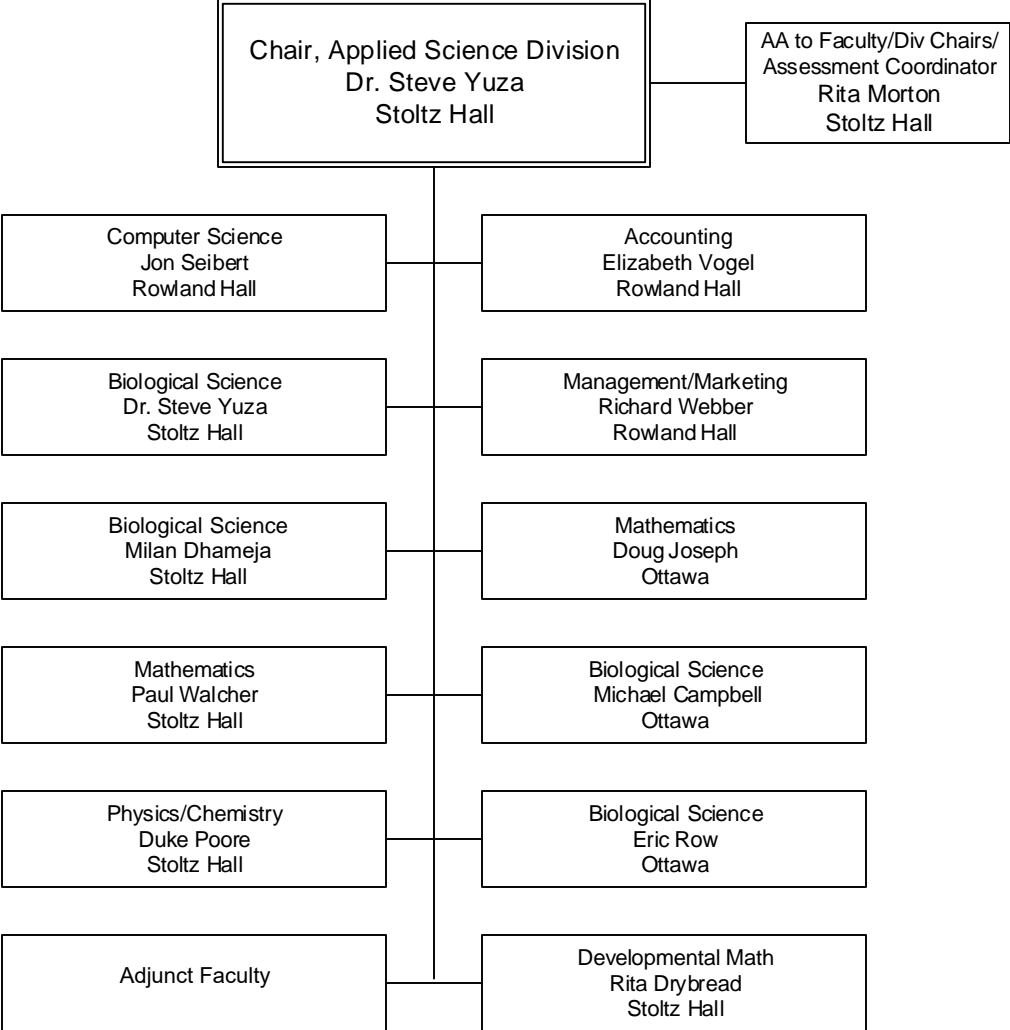 Chair, Applied Science Division
Dr. Steve Yuza
Stoltz Hall
AA to Faculty/Div Chairs/
Assessment Coordinator
Rita Morton
Stoltz Hall
Computer Science
Jon Seibert
Rowland Hall
Accounting
Elizabeth Vogel
Rowland Hall
Biological Science
Dr. Steve Yuza
Stoltz Hall
Management/Marketing
Richard Webber
Rowland Hall
Biological Science
Milan Dhameja
Stoltz Hall
Mathematics
Doug Joseph
Ottawa
Mathematics
Paul Walcher
Stoltz Hall
Biological Science
Michael Campbell
Ottawa
Physics/Chemistry
Duke Poore
Stoltz Hall
Biological Science
Eric Row
Ottawa
Adjunct Faculty
Developmental Math
Rita Drybread
Stoltz Hall